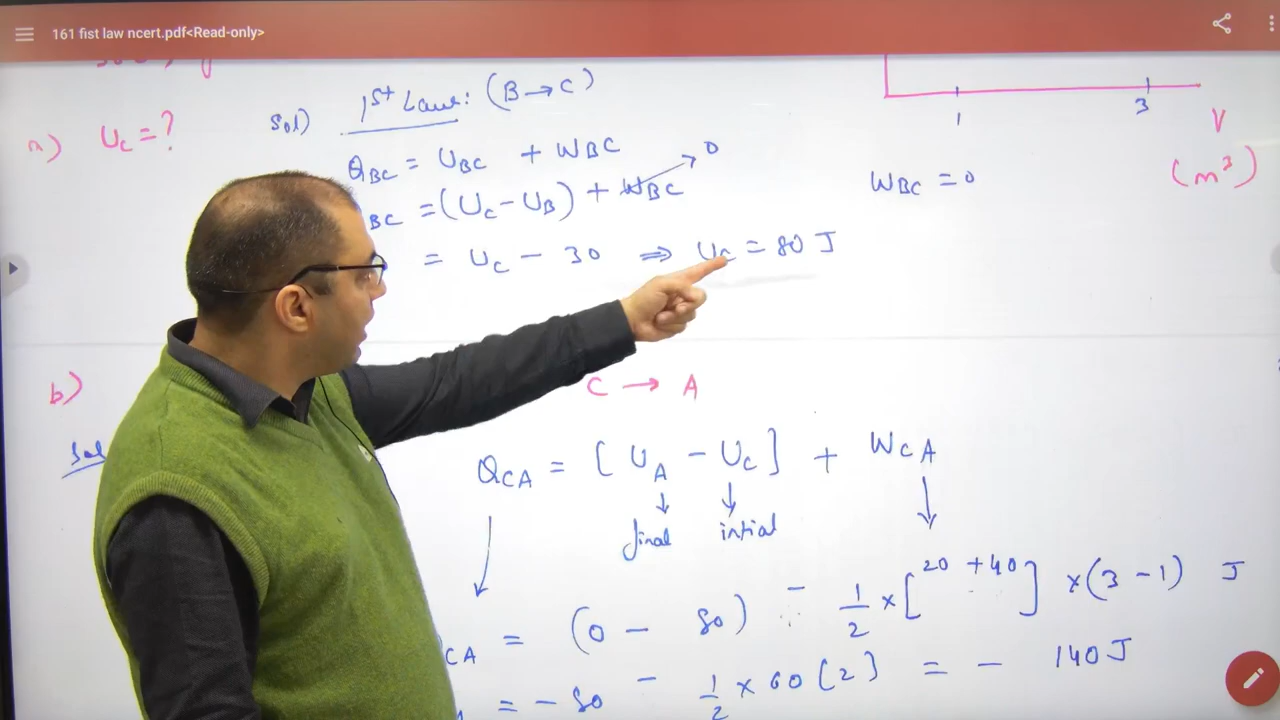 161 fist law ncert.pdf<Read-only>
a) Uc = ?
Sol) 1st Law: (B → C)
QBC = UBC + WBC
BC = (UC - UB) + WBC → 0
= UC - 30 ⇒ UC = 80 J
1 3 V
(m³)
WBC = 0
b) C → A
Sol
QCA = [UA - UC] + WCA
↓ ↓ ↓ ↓
final intial
CA = (0 - 80) - 1/2 × [20 + 40] × (3 - 1) J
= - 80 - 1/2 × 60 (2) = - 140 J